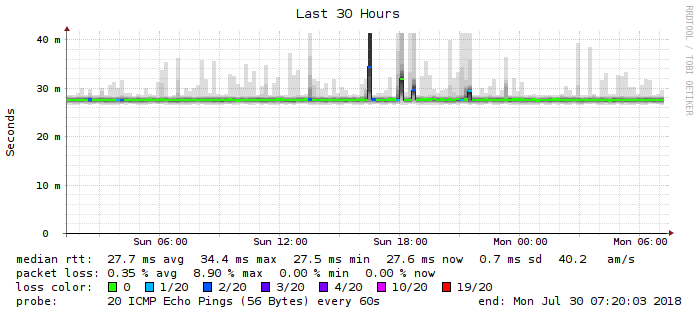 Last 30 Hours
RRDTOOL / TOBI OETIKER
Seconds
40 m
30 m
20 m
10 m
0
Sun 06:00 Sun 12:00 Sun 18:00 Mon 00:00 Mon 06:00
median rtt: 27.7 ms avg 34.4 ms max 27.5 ms min 27.6 ms now 0.7 ms sd 40.2 am/s
packet loss: 0.35 % avg 8.90 % max 0.00 % min 0.00 % now
loss color: 0 1/20 2/20 3/20 4/20 10/20 19/20
probe: 20 ICMP Echo Pings (56 Bytes) every 60s end: Mon Jul 30 07:20:03 2018